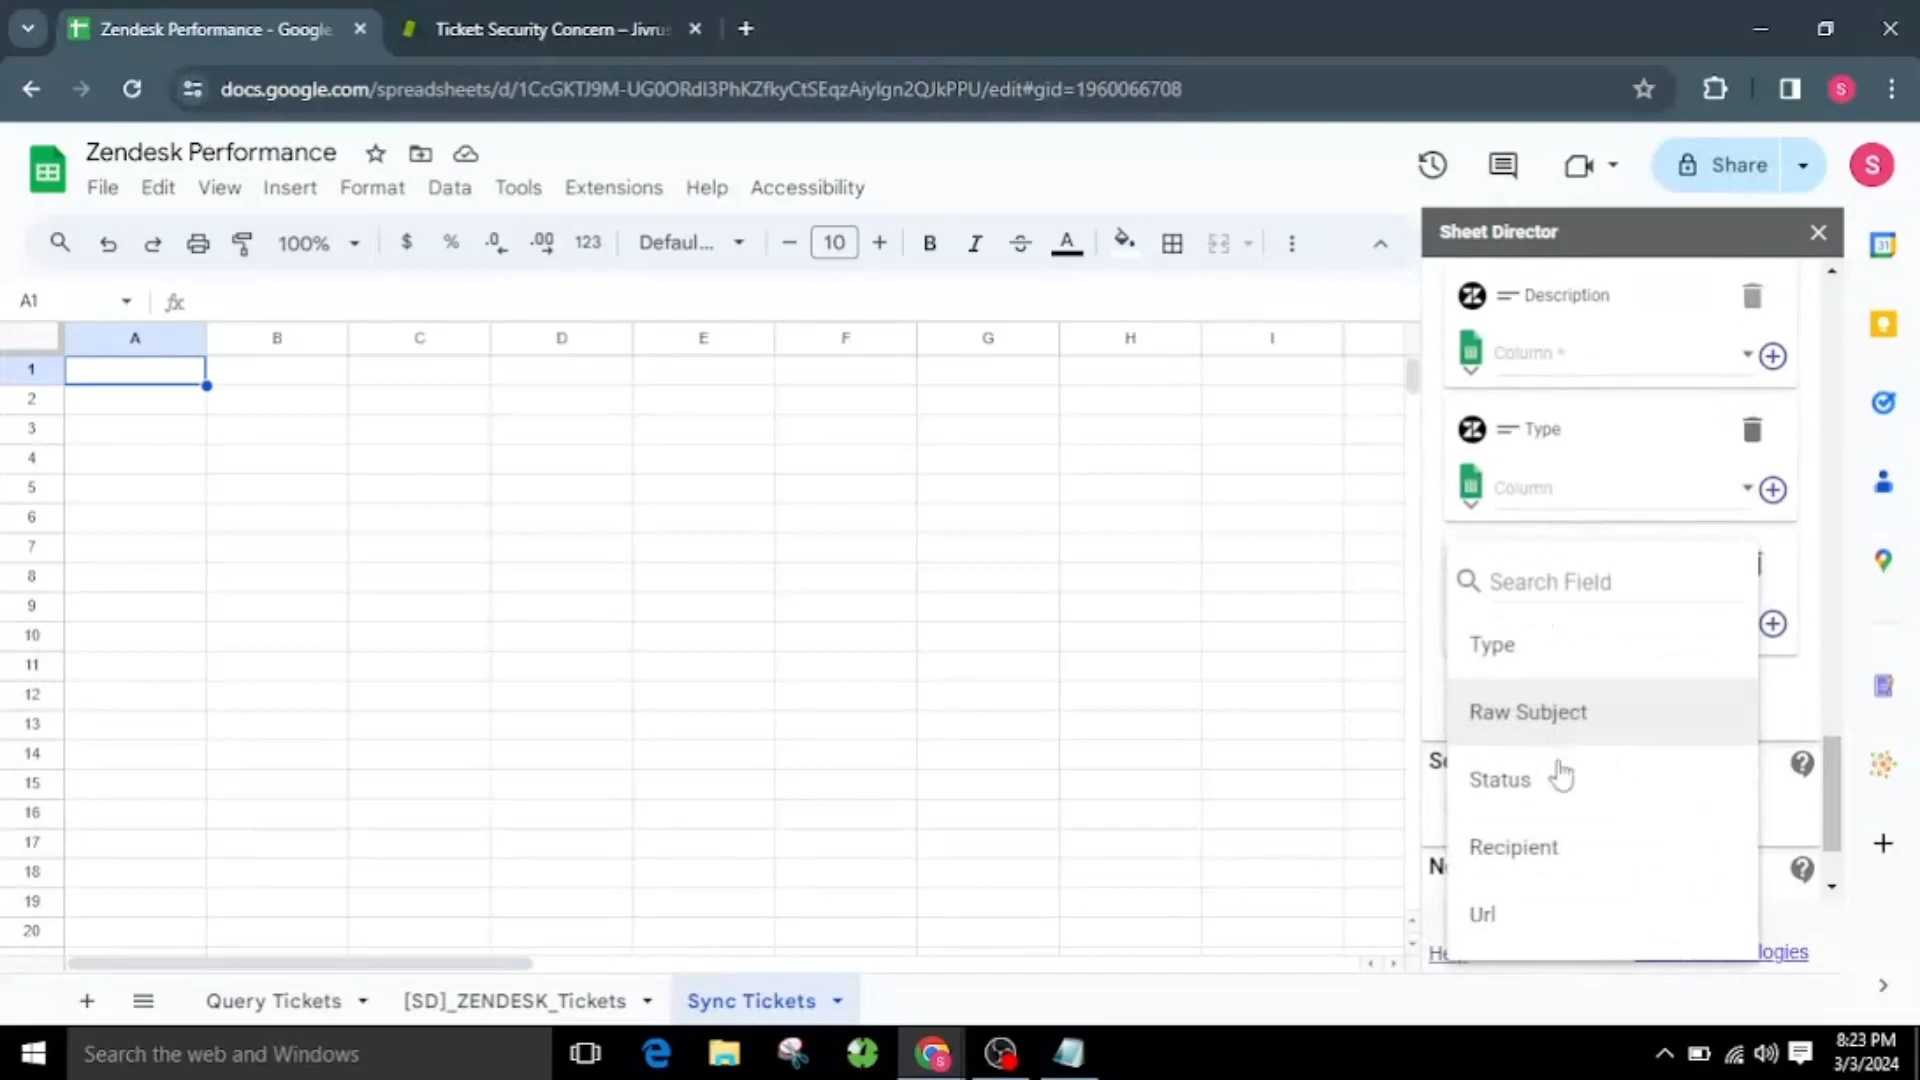 Zendesk Performance - Google
Ticket: Security Concern – Jivrus
docs.google.com/spreadsheets/d/1CcGKTJ9M-UG0ORdI3PhKZfkyCtSEqzAiyIgn2QJkPPU/edit#gid=1960066708
Zendesk Performance
File Edit View Insert Format Data Tools Extensions Help Accessibility
Share
S
100% $ % .0 .00 123 Defaul... 10 B I A
A1 fx
A B C D E F G H I
1
2
3
4
5
6
7
8
9
10
11
12
13
14
15
16
17
18
19
20
Sheet Director
Description
Column *
Type
Column
Search Field
Type
Raw Subject
Status
Recipient
Url
logies
31
Query Tickets [SD]_ZENDESK_Tickets Sync Tickets
Search the web and Windows
8:23 PM
3/3/2024